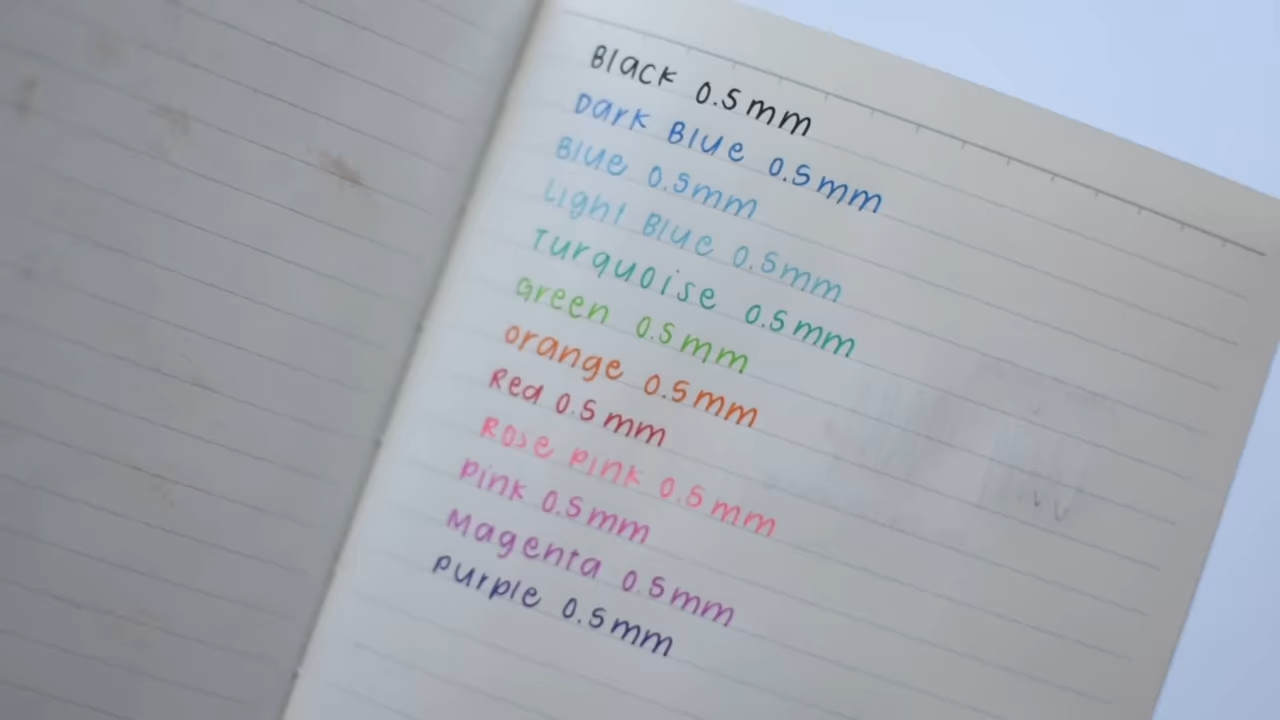 Black 0.5mm
Dark Blue 0.5mm
Blue 0.5mm
Light Blue 0.5mm
Turquoise 0.5mm
Green 0.5mm
orange 0.5mm
Red 0.5mm
Rose Pink 0.5mm
Pink 0.5mm
Magenta 0.5mm
Purple 0.5mm